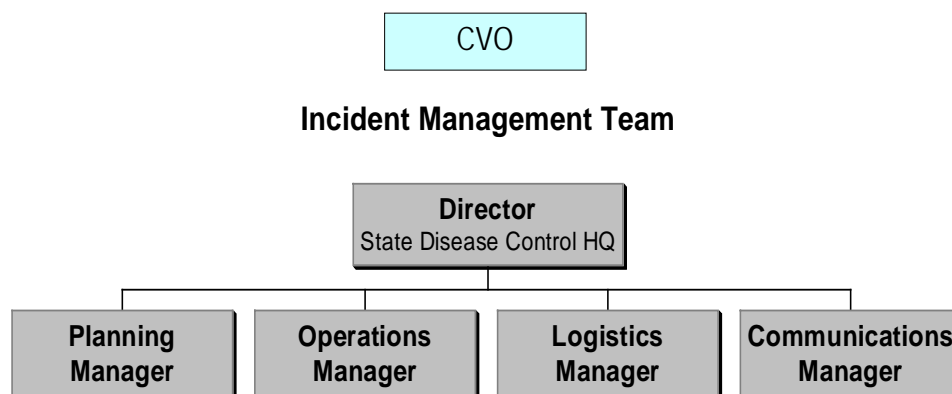 CVO
Incident Management Team
Director
State Disease Control HQ
Planning
Manager
Operations
Manager
Logistics
Manager
Communications
Manager